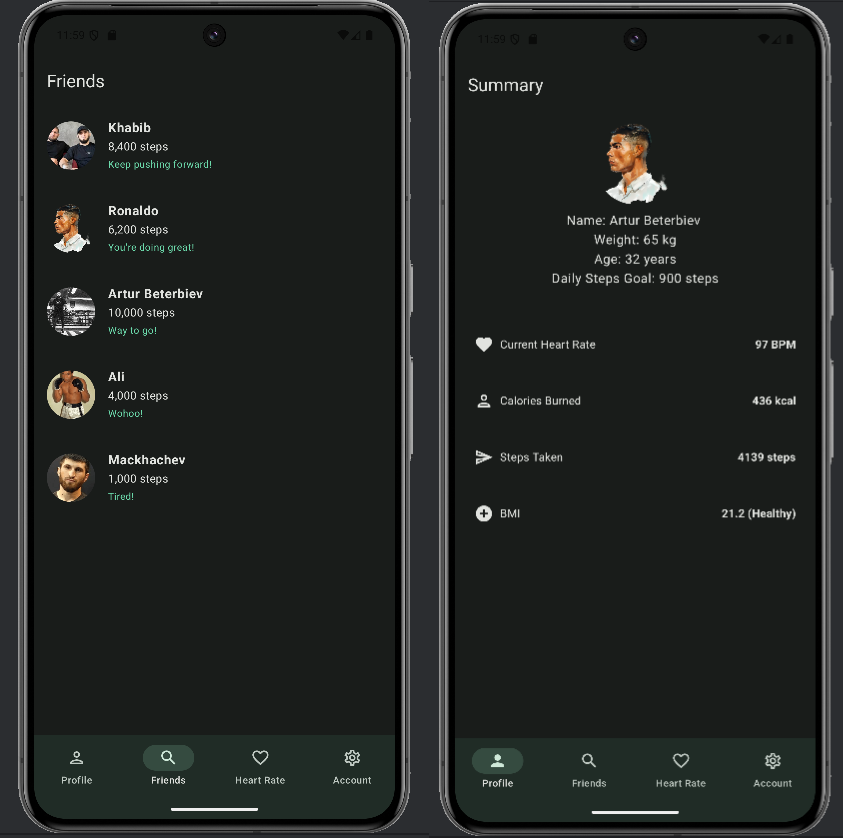 11:59
Friends
Khabib
8,400 steps
Keep pushing forward!
Ronaldo
6,200 steps
You're doing great!
Artur Beterbiev
10,000 steps
Way to go!
Ali
4,000 steps
Wohoo!
Mackhachev
1,000 steps
Tired!
Profile
Friends
Heart Rate
Account
11:59
Summary
Name: Artur Beterbiev
Weight: 65 kg
Age: 32 years
Daily Steps Goal: 900 steps
Current Heart Rate 97 BPM
Calories Burned 436 kcal
Steps Taken 4139 steps
BMI 21.2 (Healthy)
Profile
Friends
Heart Rate
Account